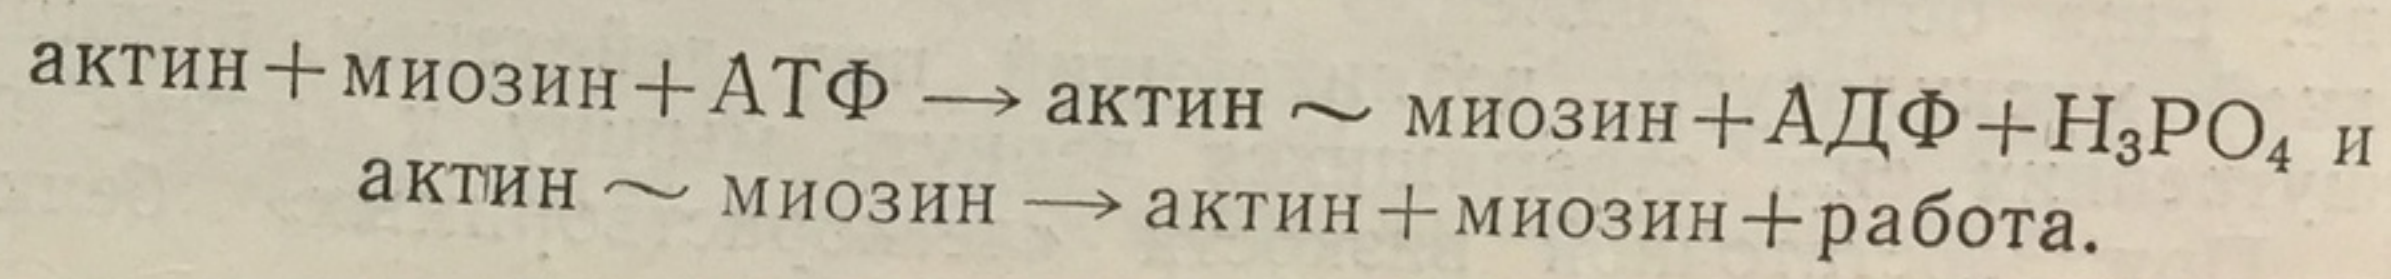 актин+миозин+АТФ ⟶ актин ~ миозин+АДФ+H₃PO₄ и
актин ~ миозин ⟶ актин+миозин+работа.